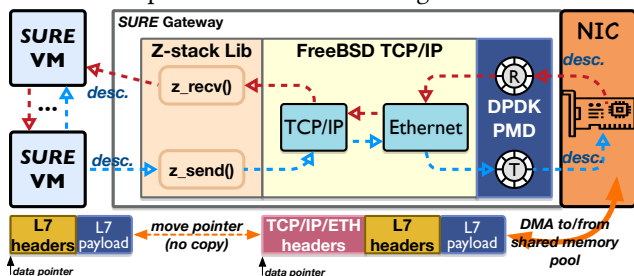 SURE Gateway
NIC
SURE
VM
Z-stack Lib
FreeBSD TCP/IP
z_recv()
R
desc.
desc.
...
TCP/IP
Ethernet
DPDK
PMD
SURE
VM
desc.
z_send()
T
desc.
L7
headers
L7
payload
move pointer
(no copy)
TCP/IP/ETH
headers
L7
headers
L7
payload
DMA to/from
shared memory
pool
data pointer
data pointer